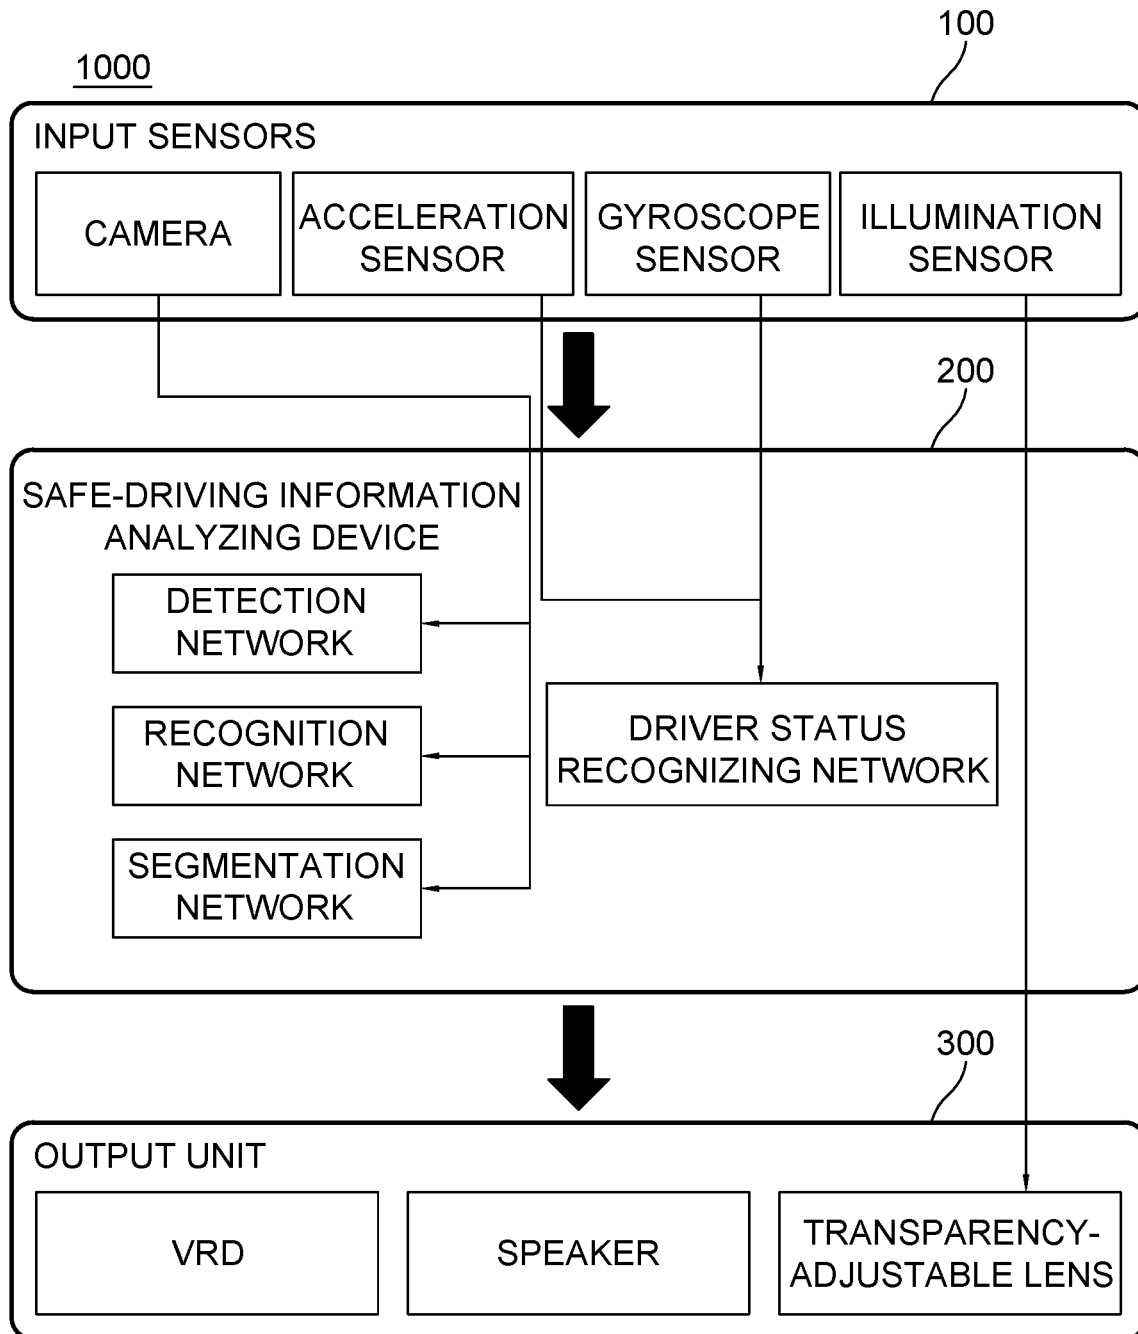 100
1000
INPUT SENSORS
CAMERA
ACCELERATION
SENSOR
GYROSCOPE
SENSOR
ILLUMINATION
SENSOR
200
SAFE-DRIVING INFORMATION
ANALYZING DEVICE
DETECTION
NETWORK
RECOGNITION
NETWORK
SEGMENTATION
NETWORK
DRIVER STATUS
RECOGNIZING NETWORK
300
OUTPUT UNIT
VRD
SPEAKER
TRANSPARENCY-
ADJUSTABLE LENS